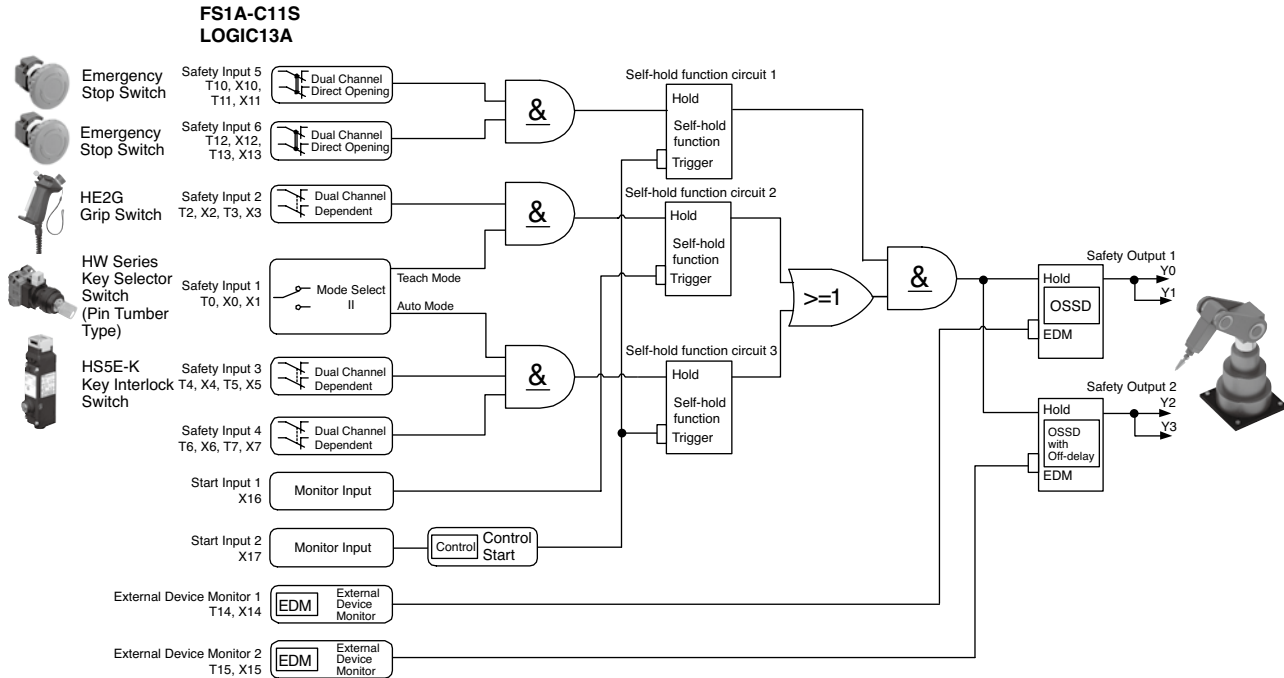 FS1A-C11S
LOGIC13A
Emergency
Stop Switch
Safety Input 5
T10, X10,
T11, X11
Dual Channel
Direct Opening
Emergency
Stop Switch
Safety Input 6
T12, X12,
T13, X13
Dual Channel
Direct Opening
&
Self-hold function circuit 1
Hold
Self-hold
function
Trigger
HE2G
Grip Switch
Safety Input 2
T2, X2, T3, X3
Dual Channel
Dependent
&
Self-hold function circuit 2
Hold
Self-hold
function
Trigger
HW Series
Key Selector
Switch
(Pin Tumber
Type)
Safety Input 1
T0, X0, X1
Mode Select
II
Teach Mode
Auto Mode
>=1
&
Safety Output 1
Hold
OSSD
EDM
Y0
Y1
HS5E-K
Key Interlock
Switch
Safety Input 3
T4, X4, T5, X5
Dual Channel
Dependent
&
Self-hold function circuit 3
Hold
Self-hold
function
Trigger
Safety Input 4
T6, X6, T7, X7
Dual Channel
Dependent
Safety Output 2
Hold
OSSD
with
Off-delay
EDM
Y2
Y3
Start Input 1
X16
Monitor Input
Start Input 2
X17
Monitor Input
Control
Control
Start
External Device Monitor 1
T14, X14
EDM
External
Device
Monitor
External Device Monitor 2
T15, X15
EDM
External
Device
Monitor